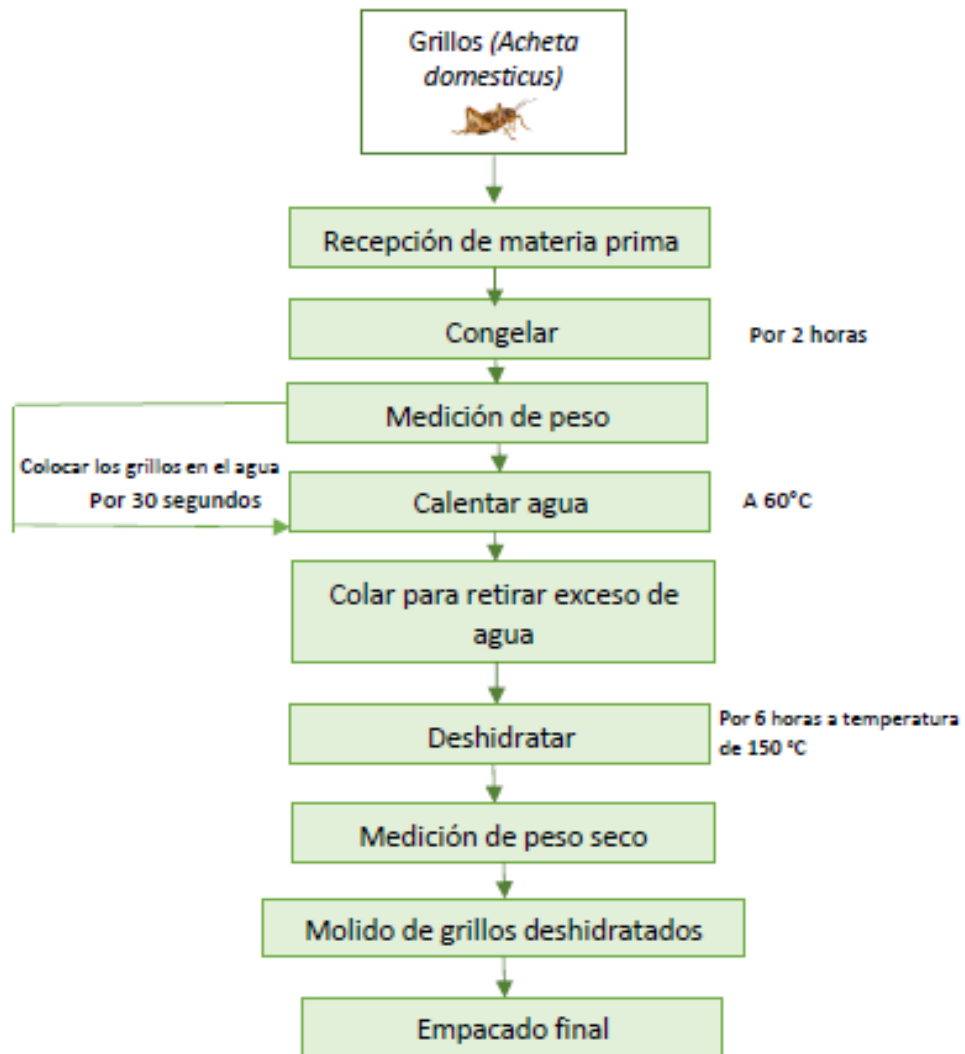 Grillos (Acheta
domesticus)
Recepción de materia prima
Congelar
Por 2 horas
Medición de peso
Colocar los grillos en el agua
Por 30 segundos
Calentar agua
A 60°C
Colar para retirar exceso de
agua
Deshidratar
Por 6 horas a temperatura
de 150 °C
Medición de peso seco
Molido de grillos deshidratados
Empacado final